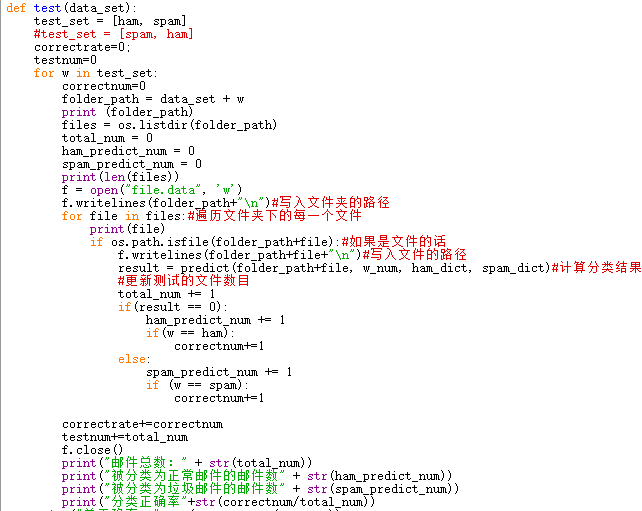 def test(data_set):
    test_set = [ham, spam]
    #test_set = [spam, ham]
    correctrate=0;
    testnum=0
    for w in test_set:
        correctnum=0
        folder_path = data_set + w
        print (folder_path)
        files = os.listdir(folder_path)
        total_num = 0
        ham_predict_num = 0
        spam_predict_num = 0
        print(len(files))
        f = open("file.data", 'w')
        f.writelines(folder_path+"\n")#写入文件夹的路径
        for file in files:#遍历文件夹下的每一个文件
            print(file)
            if os.path.isfile(folder_path+file):#如果是文件的话
                f.writelines(folder_path+file+"\n")#写入文件的路径
                result = predict(folder_path+file, w_num, ham_dict, spam_dict)#计算分类结果
                #更新测试的文件数目
                total_num += 1
                if(result == 0):
                    ham_predict_num += 1
                    if(w == ham):
                        correctnum+=1
                else:
                    spam_predict_num += 1
                    if (w == spam):
                        correctnum+=1
        correctrate+=correctnum
        testnum+=total_num
        f.close()
        print("邮件总数：" + str(total_num))
        print("被分类为正常邮件的邮件数" + str(ham_predict_num))
        print("被分类为垃圾邮件的邮件数" + str(spam_predict_num))
        print("分类正确率"+str(correctnum/total_num))